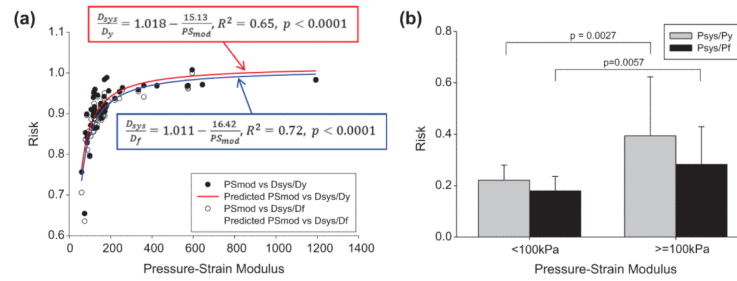 (a)
D_sys/D_y = 1.018 − 15.13/PS_mod, R² = 0.65, p < 0.0001
D_sys/D_f = 1.011 − 16.42/PS_mod, R² = 0.72, p < 0.0001
Risk
1.1
1.0
0.9
0.8
0.7
0.6
PSmod vs Dsys/Dy
Predicted PSmod vs Dsys/Dy
PSmod vs Dsys/Df
Predicted PSmod vs Dsys/Df
0 200 400 600 800 1000 1200 1400
Pressure-Strain Modulus
(b)
Psys/Py
Psys/Pf
p = 0.0027
p=0.0057
Risk
0.8
0.6
0.4
0.2
0.0
<100kPa >=100kPa
Pressure-Strain Modulus